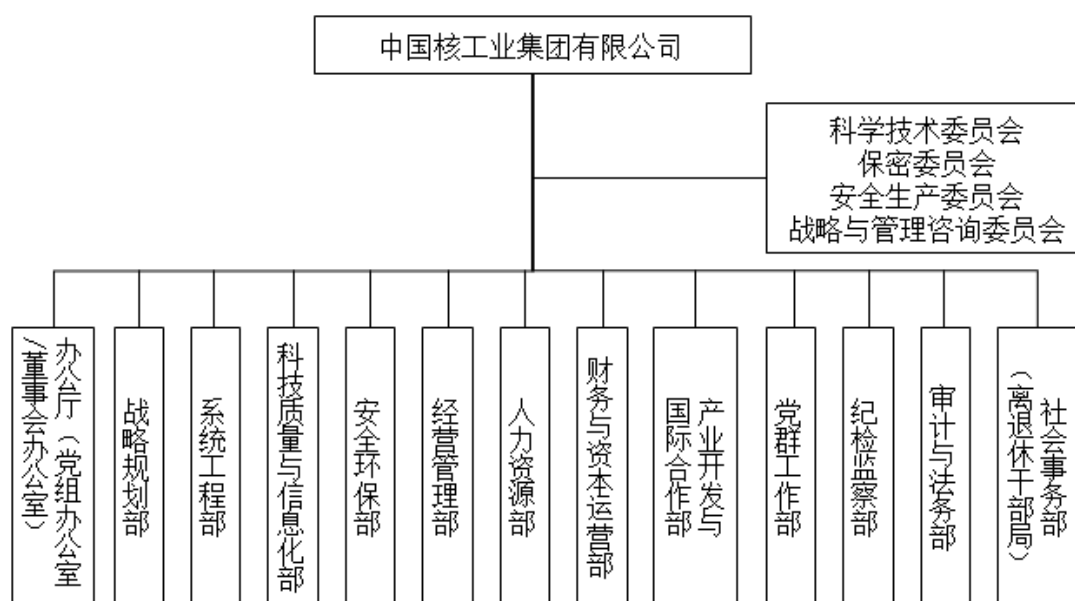 中国核工业集团有限公司
科学技术委员会
保密委员会
安全生产委员会
战略与管理咨询委员会
办公厅（党组办公室
/董事会办公室）
战略规划部
系统工程部
科技质量与信息化部
安全环保部
经营管理部
人力资源部
财务与资本运营部
产业开发与
国际合作部
党群工作部
纪检监察部
审计与法务部
社会事务部
（离退休干部局）